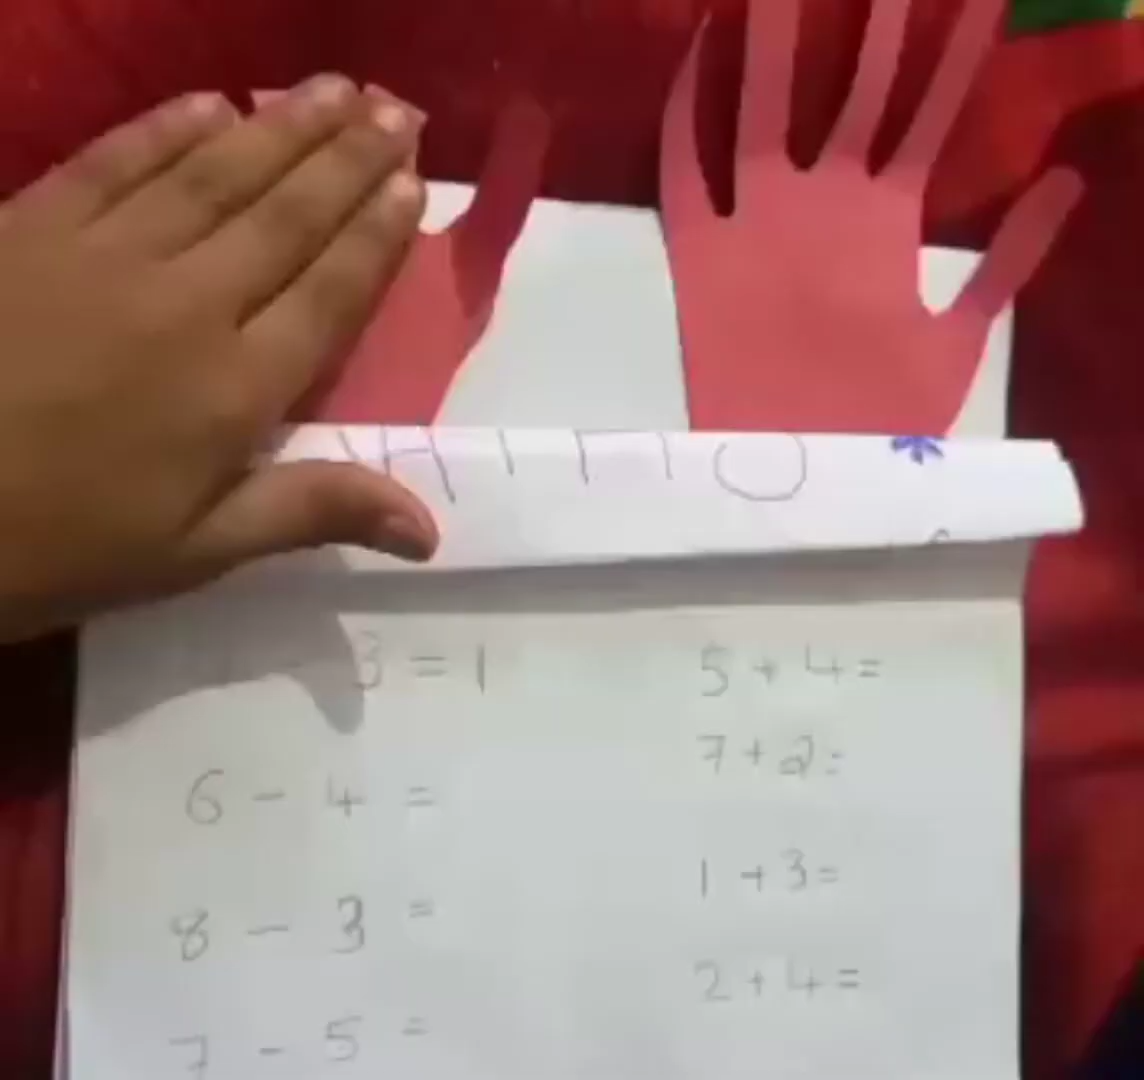 - 3 = 1
6 - 4 =
8 - 3 =
7 - 5 =
5 + 4 =
7 + 2 =
1 + 3 =
2 + 4 =